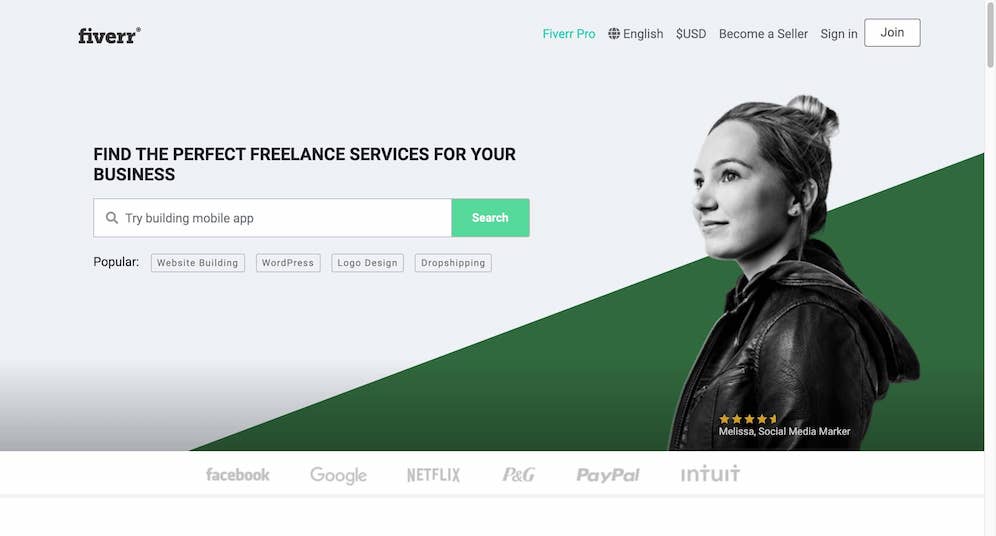 fiverr®
Fiverr Pro English $USD Become a Seller Sign in Join
FIND THE PERFECT FREELANCE SERVICES FOR YOUR
BUSINESS
Try building mobile app Search
Popular: Website Building WordPress Logo Design Dropshipping
Melissa, Social Media Marker
facebook Google NETFLIX P&G PayPal intuit